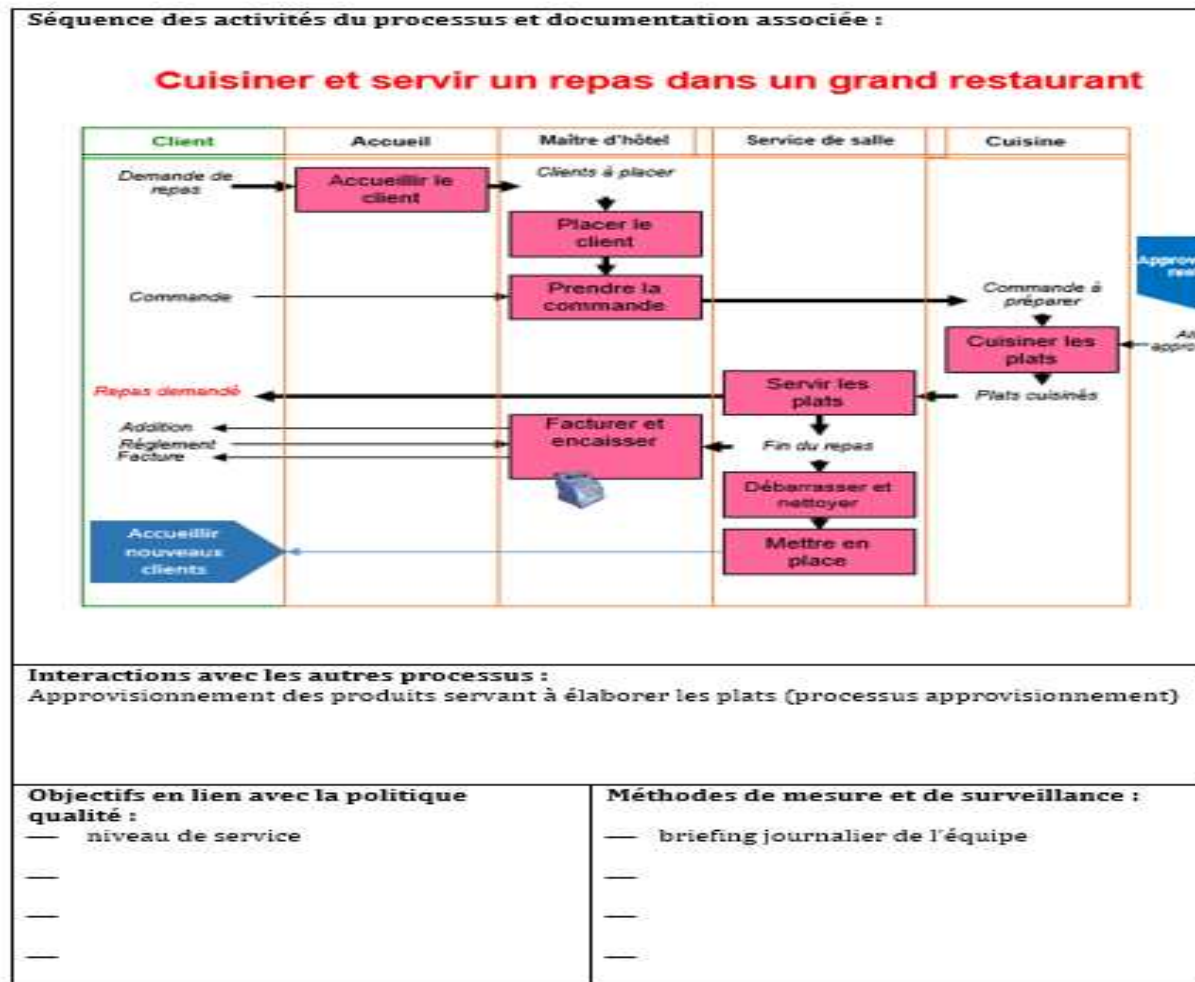 Séquence des activités du processus et documentation associée :
Cuisiner et servir un repas dans un grand restaurant
Client
Accueil
Maître d'hôtel
Service de salle
Cuisine
Demande de
repas
Accueillir le
client
Clients à placer
Placer le
client
Commande
Prendre la
commande
Commande à
préparer
Cuisiner les
plats
Repas demandé
Servir les
plats
Plats cuisinés
Addition
Règlement
Facture
Facturer et
encaisser
Fin du repas
Débarrasser et
nettoyer
Accueillir
nouveaux
clients
Mettre en
place
Interactions avec les autres processus :
Approvisionnement des produits servant à élaborer les plats (processus approvisionnement)
Objectifs en lien avec la politique
qualité :
— niveau de service
—
—
—
Méthodes de mesure et de surveillance :
— briefing journalier de l'équipe
—
—
—